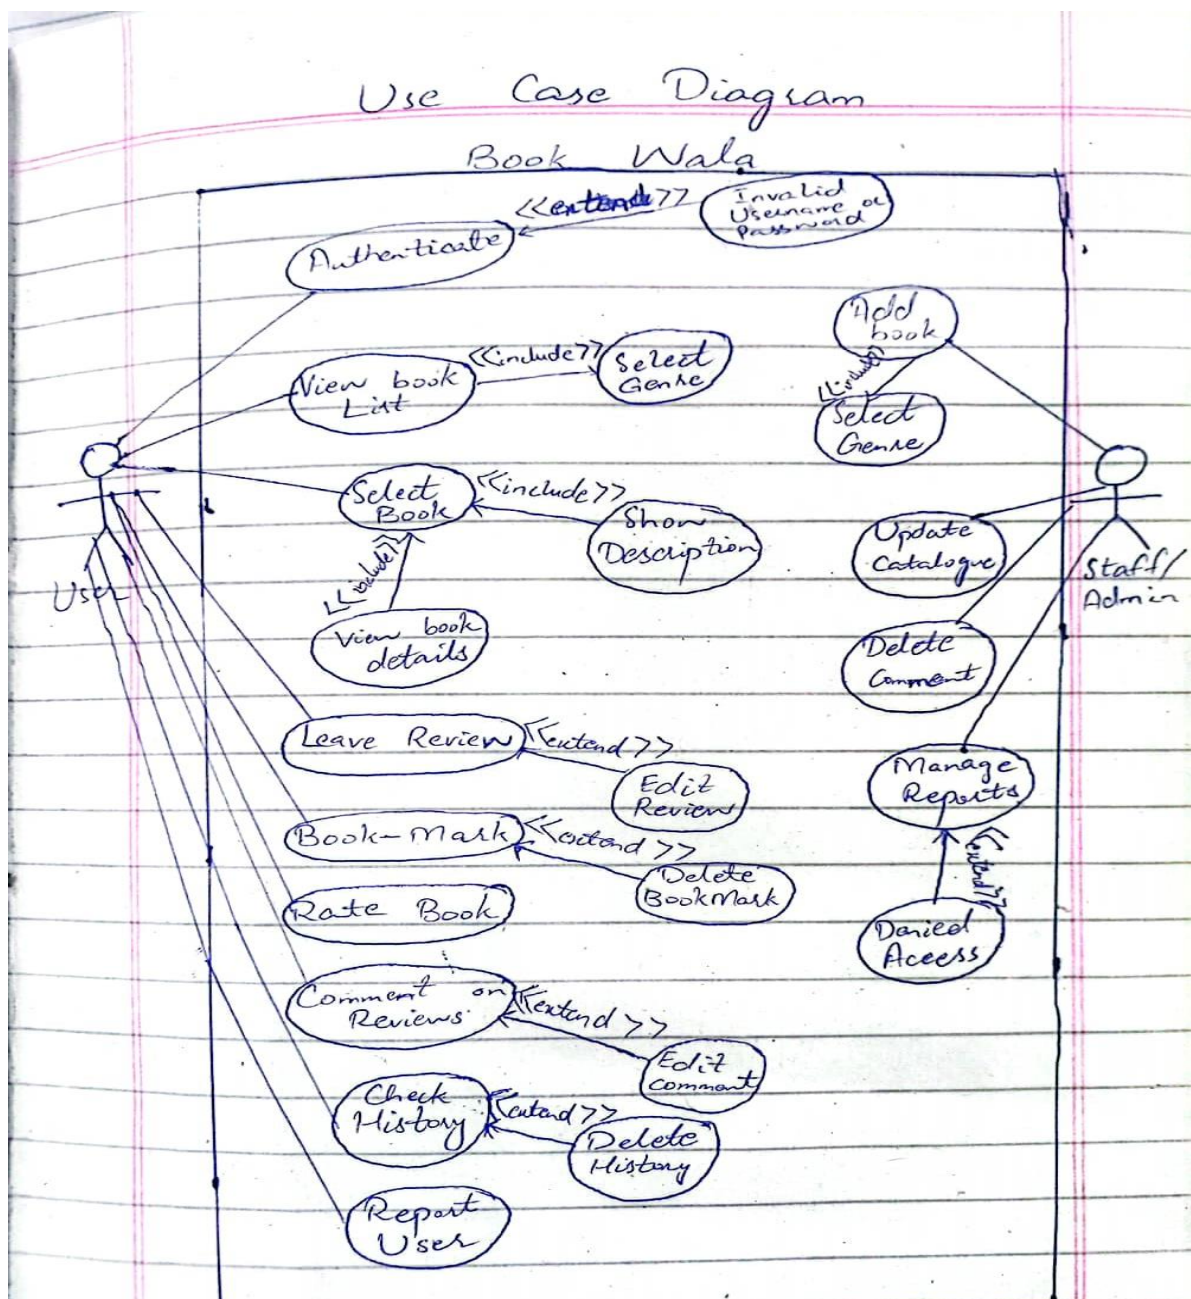 Use Case Diagram
Book Wala
<<extend>>
Invalid
Username or
Password
Authenticate
Add
book
<<include>>
Select
Genre
View book
List
<<include>>
Select
Genre
Select
Book
<<include>>
Show
Description
<<include>>
View book
details
User
Update
Catalogue
Staff/
Admin
Delete
Comment
Leave Review
<<extend>>
Edit
Review
Manage
Reports
<<extend>>
Denied
Access
Book-Mark
<<extend>>
Delete
BookMark
Rate Book
Comment on
Reviews
<<extend>>
Edit
comment
Check
History
<<extend>>
Delete
History
Report
User